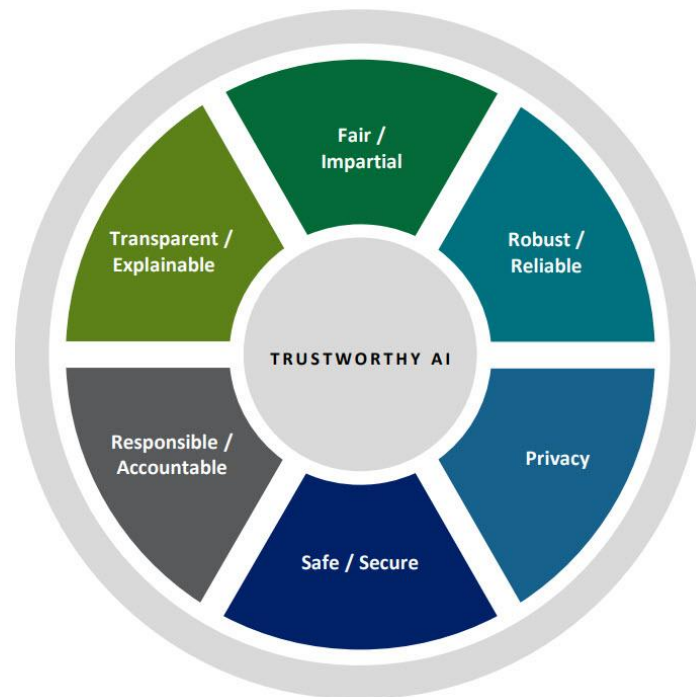 Fair /
Impartial
Transparent /
Explainable
Robust /
Reliable
TRUSTWORTHY AI
Responsible /
Accountable
Privacy
Safe / Secure